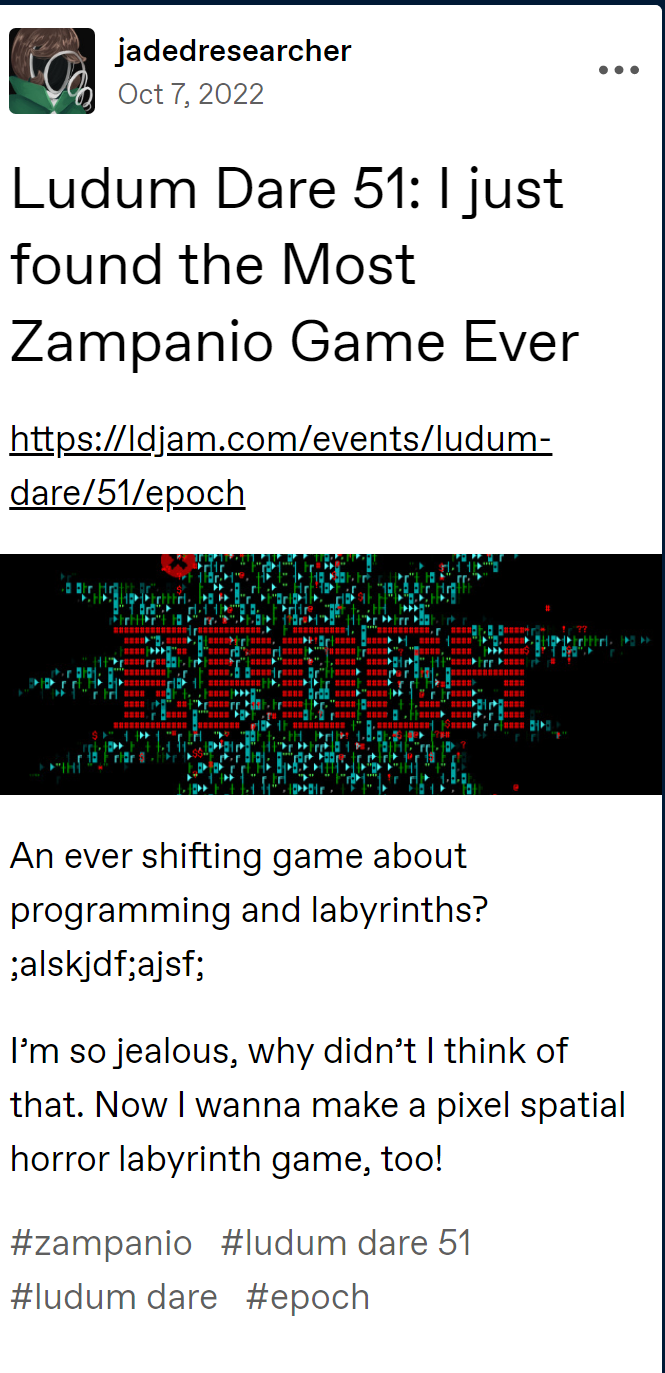 jadedresearcher
Oct 7, 2022
Ludum Dare 51: I just
found the Most
Zampanio Game Ever
https://ldjam.com/events/ludum-
dare/51/epoch
EPOCH
An ever shifting game about
programming and labyrinths?
;alskjdf;ajsf;
I’m so jealous, why didn’t I think of
that. Now I wanna make a pixel spatial
horror labyrinth game, too!
#zampanio #ludum dare 51
#ludum dare #epoch